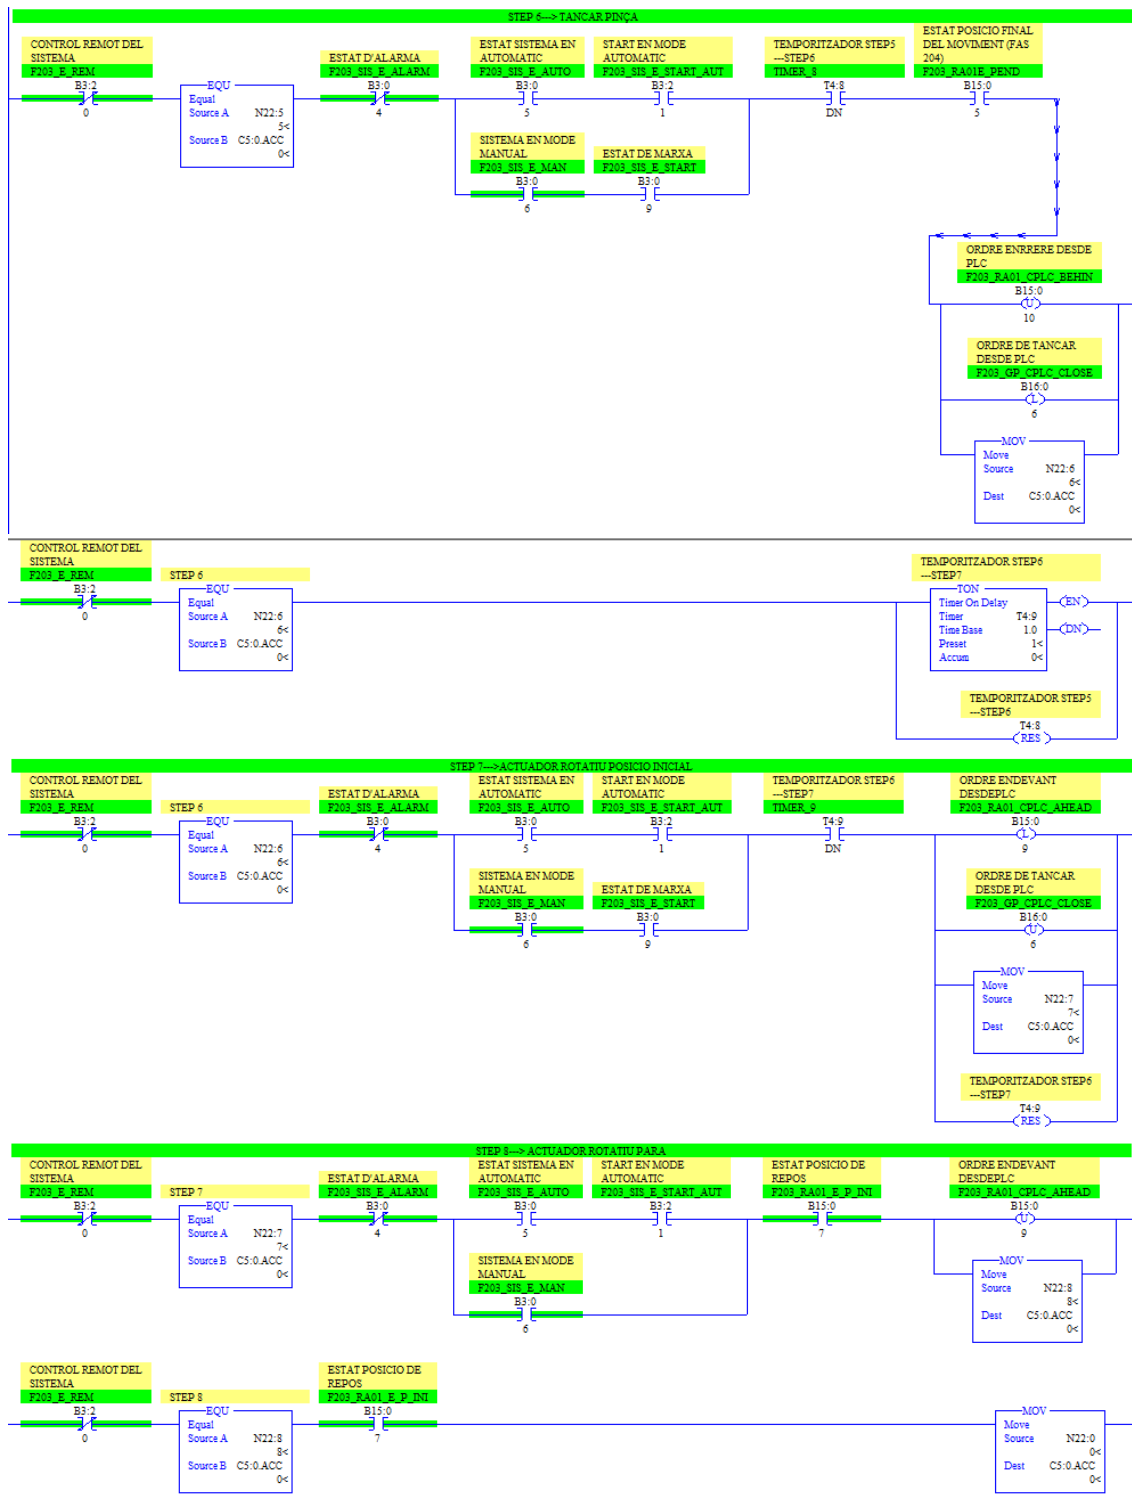 STEP 6---> TANCAR PINÇA
CONTROL REMOT DEL
SISTEMA
F203_E_REM
B3:2
0
EQU
Equal
Source A N22:5
5<
Source B C5:0.ACC
0<
ESTAT D'ALARMA
F203_SIS_E_ALARM
B3:0
4
ESTAT SISTEMA EN
AUTOMATIC
F203_SIS_E_AUTO
B3:0
5
START EN MODE
AUTOMATIC
F203_SIS_E_START_AUT
B3:2
1
SISTEMA EN MODE
MANUAL
F203_SIS_E_MAN
B3:0
6
ESTAT DE MARXA
F203_SIS_E_START
B3:0
9
TEMPORITZADOR STEP5
---STEP6
TIMER_8
T4:8
DN
ESTAT POSICIO FINAL
DEL MOVIMENT (FAS
204)
F203_RA01E_PEND
B15:0
5
ORDRE ENRRERE DESDE
PLC
F203_RA01_CPLC_BEHIN
B15:0
U
10
ORDRE DE TANCAR
DESDE PLC
F203_GP_CPLC_CLOSE
B16:0
L
6
MOV
Move
Source N22:6
6<
Dest C5:0.ACC
0<
CONTROL REMOT DEL
SISTEMA
F203_E_REM
B3:2
0
STEP 6
EQU
Equal
Source A N22:6
6<
Source B C5:0.ACC
0<
TEMPORITZADOR STEP6
---STEP7
TON
Timer On Delay
Timer T4:9
Time Base 1.0
Preset 1<
Accum 0<
EN
DN
TEMPORITZADOR STEP5
---STEP6
T4:8
RES
STEP 7--->ACTUADOR ROTATIU POSICIO INICIAL
CONTROL REMOT DEL
SISTEMA
F203_E_REM
B3:2
0
STEP 6
EQU
Equal
Source A N22:6
6<
Source B C5:0.ACC
0<
ESTAT D'ALARMA
F203_SIS_E_ALARM
B3:0
4
ESTAT SISTEMA EN
AUTOMATIC
F203_SIS_E_AUTO
B3:0
5
START EN MODE
AUTOMATIC
F203_SIS_E_START_AUT
B3:2
1
SISTEMA EN MODE
MANUAL
F203_SIS_E_MAN
B3:0
6
ESTAT DE MARXA
F203_SIS_E_START
B3:0
9
TEMPORITZADOR STEP6
---STEP7
TIMER_9
T4:9
DN
ORDRE ENDEVANT
DESDEPLC
F203_RA01_CPLC_AHEAD
B15:0
L
9
ORDRE DE TANCAR
DESDE PLC
F203_GP_CPLC_CLOSE
B16:0
U
6
MOV
Move
Source N22:7
7<
Dest C5:0.ACC
0<
TEMPORITZADOR STEP6
---STEP7
T4:9
RES
STEP 8---> ACTUADOR ROTATIU PARA
CONTROL REMOT DEL
SISTEMA
F203_E_REM
B3:2
0
STEP 7
EQU
Equal
Source A N22:7
7<
Source B C5:0.ACC
0<
ESTAT D'ALARMA
F203_SIS_E_ALARM
B3:0
4
ESTAT SISTEMA EN
AUTOMATIC
F203_SIS_E_AUTO
B3:0
5
START EN MODE
AUTOMATIC
F203_SIS_E_START_AUT
B3:2
1
SISTEMA EN MODE
MANUAL
F203_SIS_E_MAN
B3:0
6
ESTAT POSICIO DE
REPOS
F203_RA01_E_P_INI
B15:0
7
ORDRE ENDEVANT
DESDEPLC
F203_RA01_CPLC_AHEAD
B15:0
U
9
MOV
Move
Source N22:8
8<
Dest C5:0.ACC
0<
CONTROL REMOT DEL
SISTEMA
F203_E_REM
B3:2
0
STEP 8
EQU
Equal
Source A N22:8
8<
Source B C5:0.ACC
0<
ESTAT POSICIO DE
REPOS
F203_RA01_E_P_INI
B15:0
7
MOV
Move
Source N22:0
0<
Dest C5:0.ACC
0<